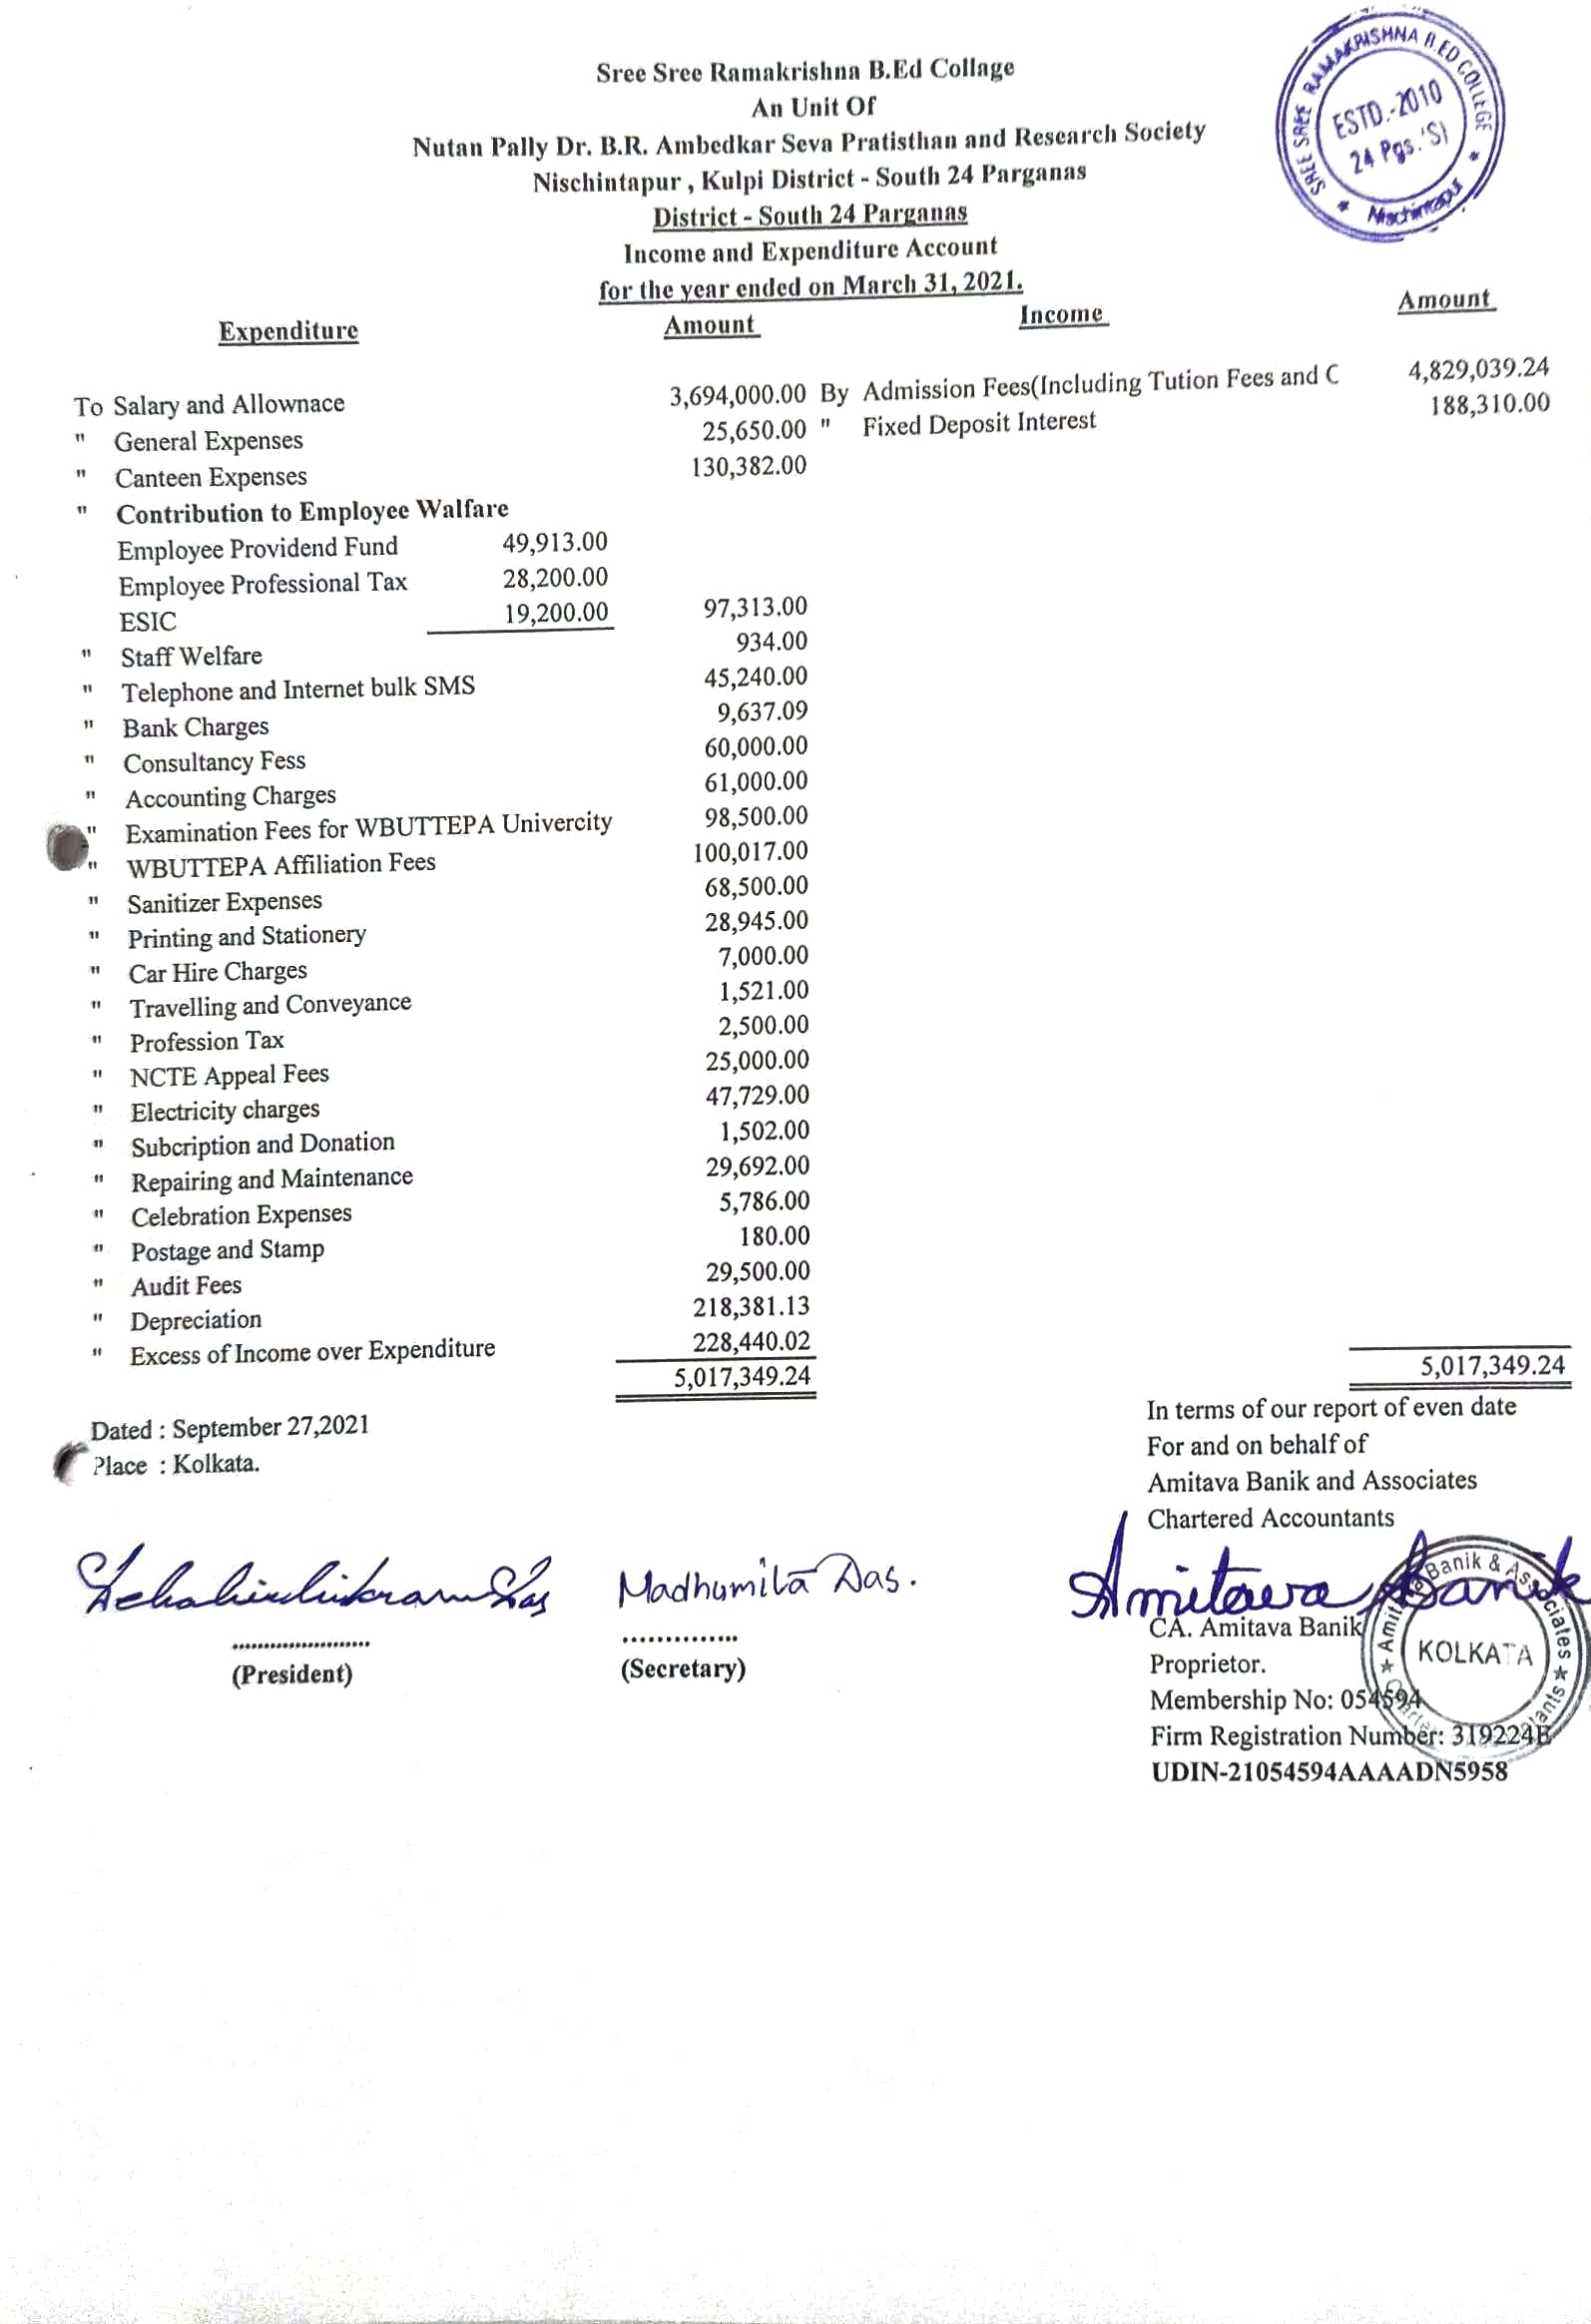 SREE SREE RAMAKRISHNA B.ED COLLEGE
ESTD.-2010
24 Pgs.'S)
★ Nischintapur ★
Sree Sree Ramakrishna B.Ed Collage
An Unit Of
Nutan Pally Dr. B.R. Ambedkar Seva Pratisthan and Research Society
Nischintapur , Kulpi District - South 24 Parganas
District - South 24 Parganas
Income and Expenditure Account
for the year ended on March 31, 2021.
Expenditure Amount Income Amount
To Salary and Allownace 3,694,000.00 By Admission Fees(Including Tution Fees and C 4,829,039.24
" General Expenses 25,650.00 " Fixed Deposit Interest 188,310.00
" Canteen Expenses 130,382.00
" Contribution to Employee Walfare
Employee Providend Fund 49,913.00
Employee Professional Tax 28,200.00
ESIC 19,200.00 97,313.00
" Staff Welfare 934.00
" Telephone and Internet bulk SMS 45,240.00
" Bank Charges 9,637.09
" Consultancy Fess 60,000.00
" Accounting Charges 61,000.00
" Examination Fees for WBUTTEPA Univercity 98,500.00
" WBUTTEPA Affiliation Fees 100,017.00
" Sanitizer Expenses 68,500.00
" Printing and Stationery 28,945.00
" Car Hire Charges 7,000.00
" Travelling and Conveyance 1,521.00
" Profession Tax 2,500.00
" NCTE Appeal Fees 25,000.00
" Electricity charges 47,729.00
" Subcription and Donation 1,502.00
" Repairing and Maintenance 29,692.00
" Celebration Expenses 5,786.00
" Postage and Stamp 180.00
" Audit Fees 29,500.00
" Depreciation 218,381.13
" Excess of Income over Expenditure 228,440.02
5,017,349.24 5,017,349.24
Dated : September 27,2021
Place : Kolkata.
In terms of our report of even date
For and on behalf of
Amitava Banik and Associates
Chartered Accountants
Madhumita Das.
Amitava Banik
(President)
(Secretary)
CA. Amitava Banik
Proprietor.
Membership No: 054594
Firm Registration Number: 319224E
UDIN-21054594AAAADN5958
Amitava Banik & Associates ★ Chartered Accountants ★
KOLKATA